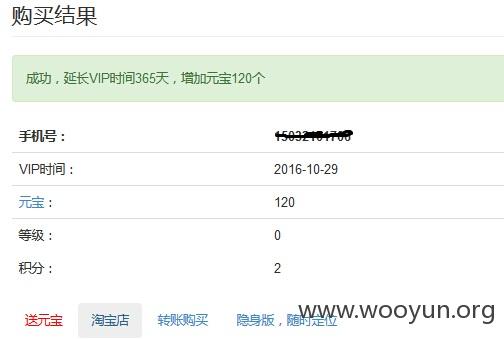 购买结果
成功，延长VIP时间365天，增加元宝120个
手机号：
VIP时间： 2016-10-29
元宝： 120
等级： 0
积分： 2
送元宝 淘宝店 转账购买 隐身版，随时定位
www.wooyun.org